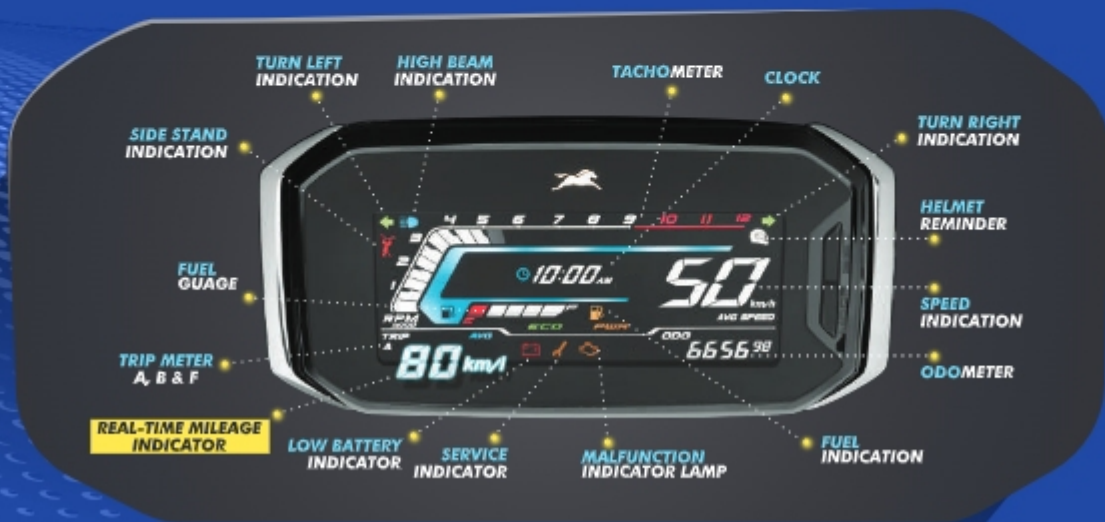 TURN LEFT
INDICATION
HIGH BEAM
INDICATION
TACHOMETER
CLOCK
SIDE STAND
INDICATION
TURN RIGHT
INDICATION
HELMET
REMINDER
FUEL
GUAGE
SPEED
INDICATION
TRIP METER
A, B & F
ODOMETER
REAL-TIME MILEAGE
INDICATOR
LOW BATTERY
INDICATOR
SERVICE
INDICATOR
MALFUNCTION
INDICATOR LAMP
FUEL
INDICATION
1 2 3 4 5 6 7 8 9 10 11 12
10:00 AM
50 km/h
AVG SPEED
RPM
E F
ECO PWR
TRIP AVG ODO
A
80 km/l
6656 98